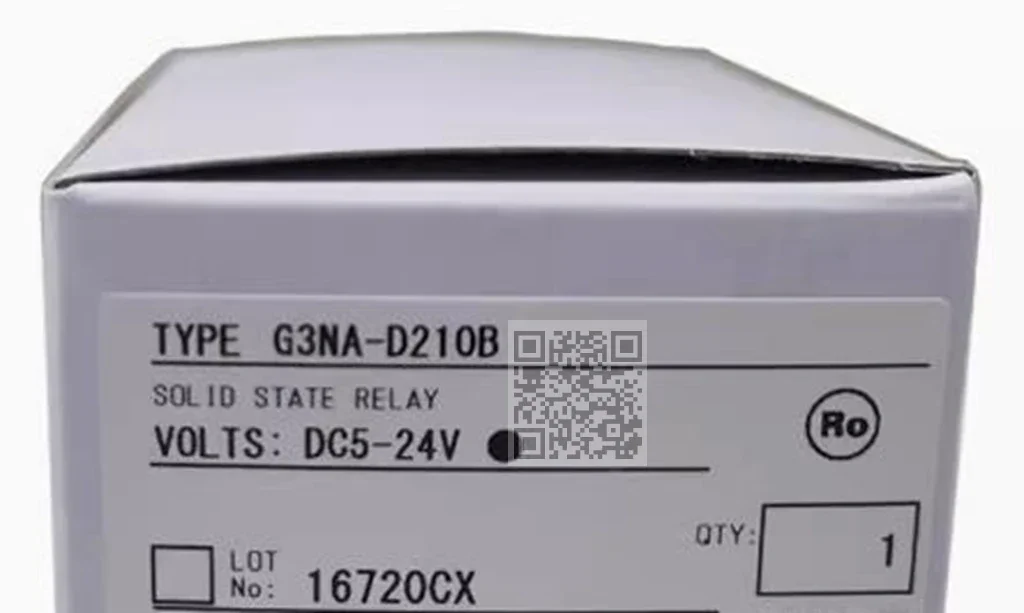 TYPE G3NA-D210B
SOLID STATE RELAY
VOLTS: DC5-24V
Ro
QTY: 1
LOT
No: 16720CX